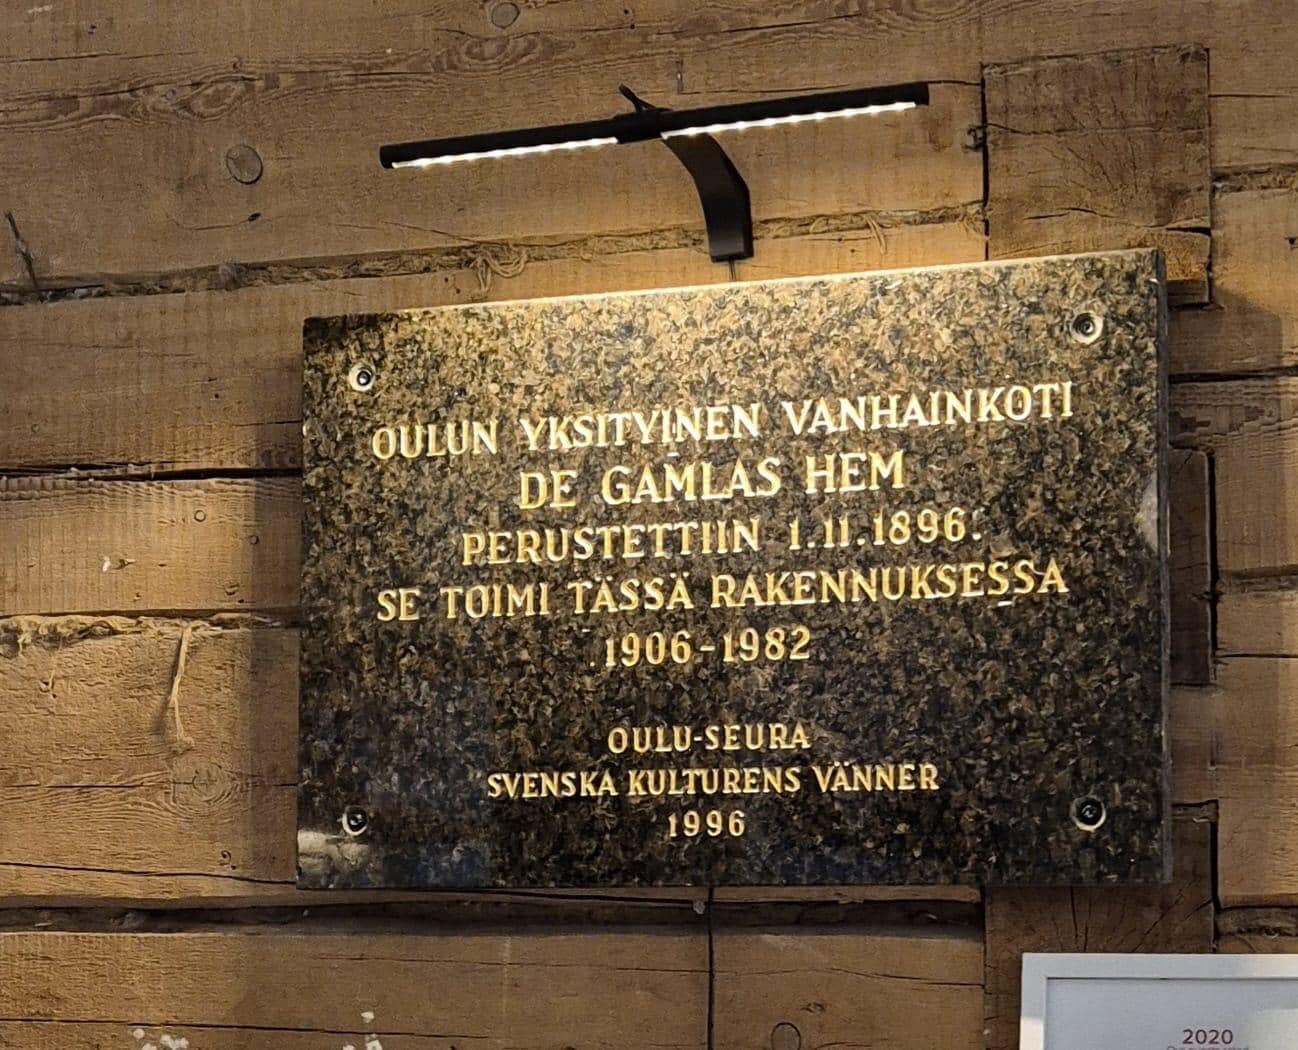 OULUN YKSITYINEN VANHAINKOTI
DE GAMLAS HEM
PERUSTETTIIN 1.11.1896.
SE TOIMI TÄSSÄ RAKENNUKSESSA
1906-1982
OULU-SEURA
SVENSKA KULTURENS VÄNNER
1996
2020